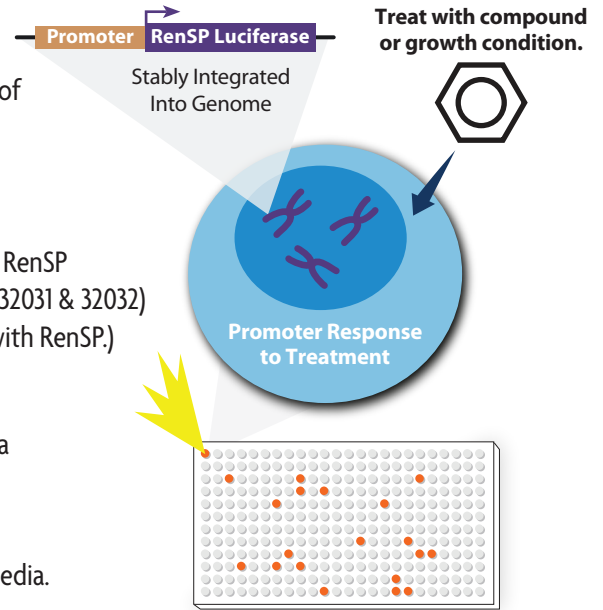 Promoter RenSP Luciferase
Treat with compound
or growth condition.
Stably Integrated
Into Genome
of
RenSP
32031 & 32032)
with RenSP.)
Promoter Response
to Treatment
a
edia.